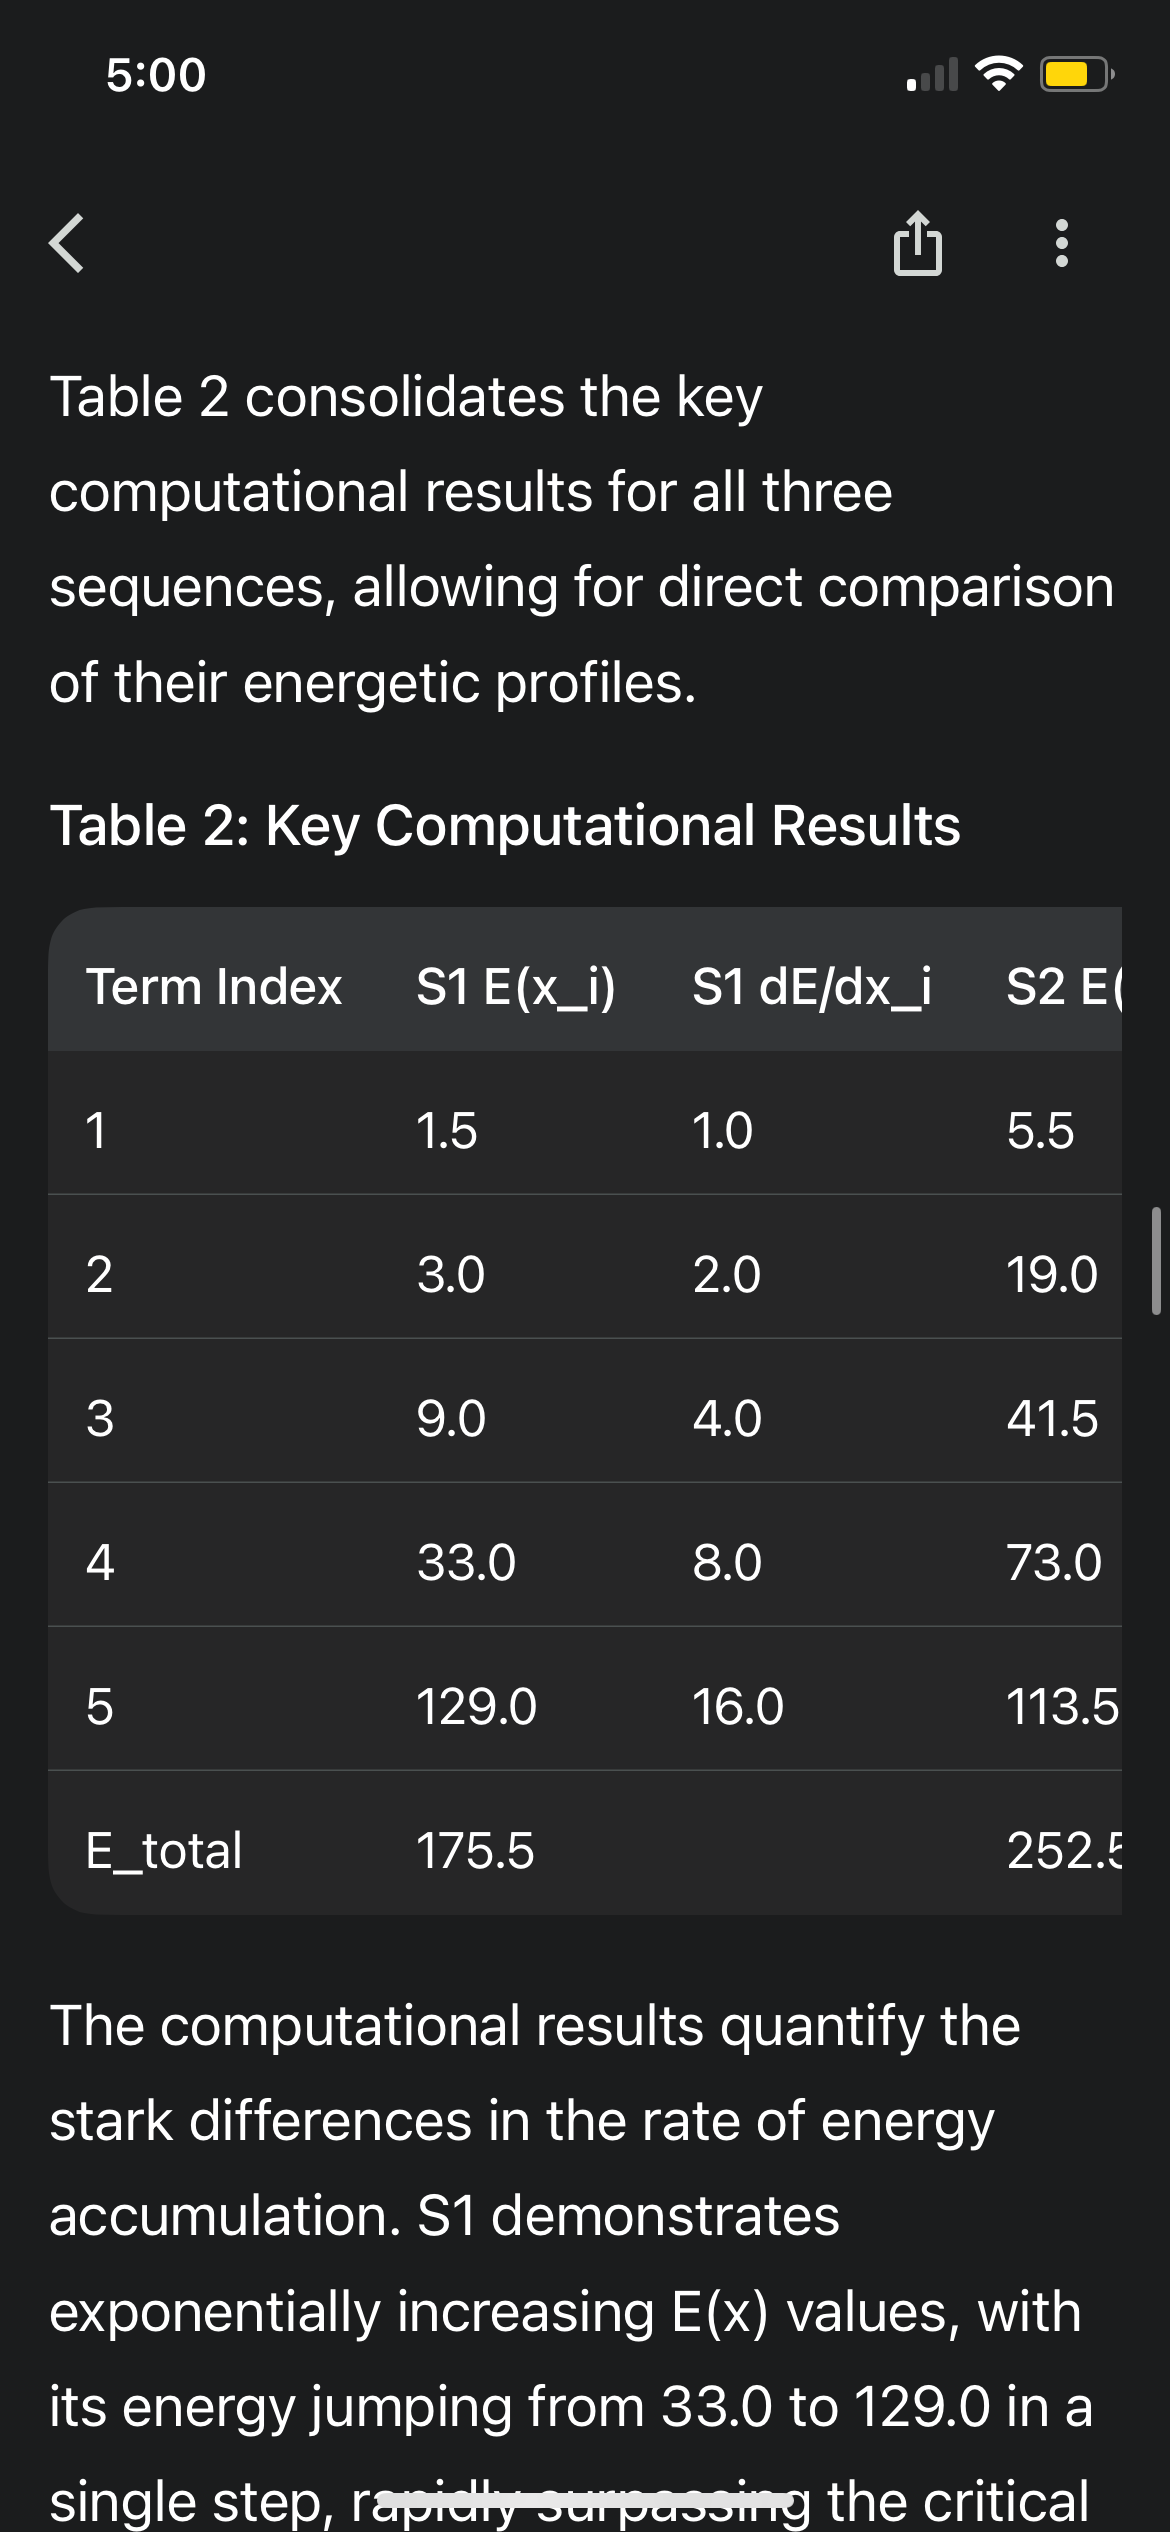 5:00
Table 2 consolidates the key
computational results for all three
sequences, allowing for direct comparison
of their energetic profiles.
Table 2: Key Computational Results
Term Index S1 E(x_i) S1 dE/dx_i S2 E(
1 1.5 1.0 5.5
2 3.0 2.0 19.0
3 9.0 4.0 41.5
4 33.0 8.0 73.0
5 129.0 16.0 113.5
E_total 175.5 252.5
The computational results quantify the
stark differences in the rate of energy
accumulation. S1 demonstrates
exponentially increasing E(x) values, with
its energy jumping from 33.0 to 129.0 in a
single step, rapidly surpassing the critical